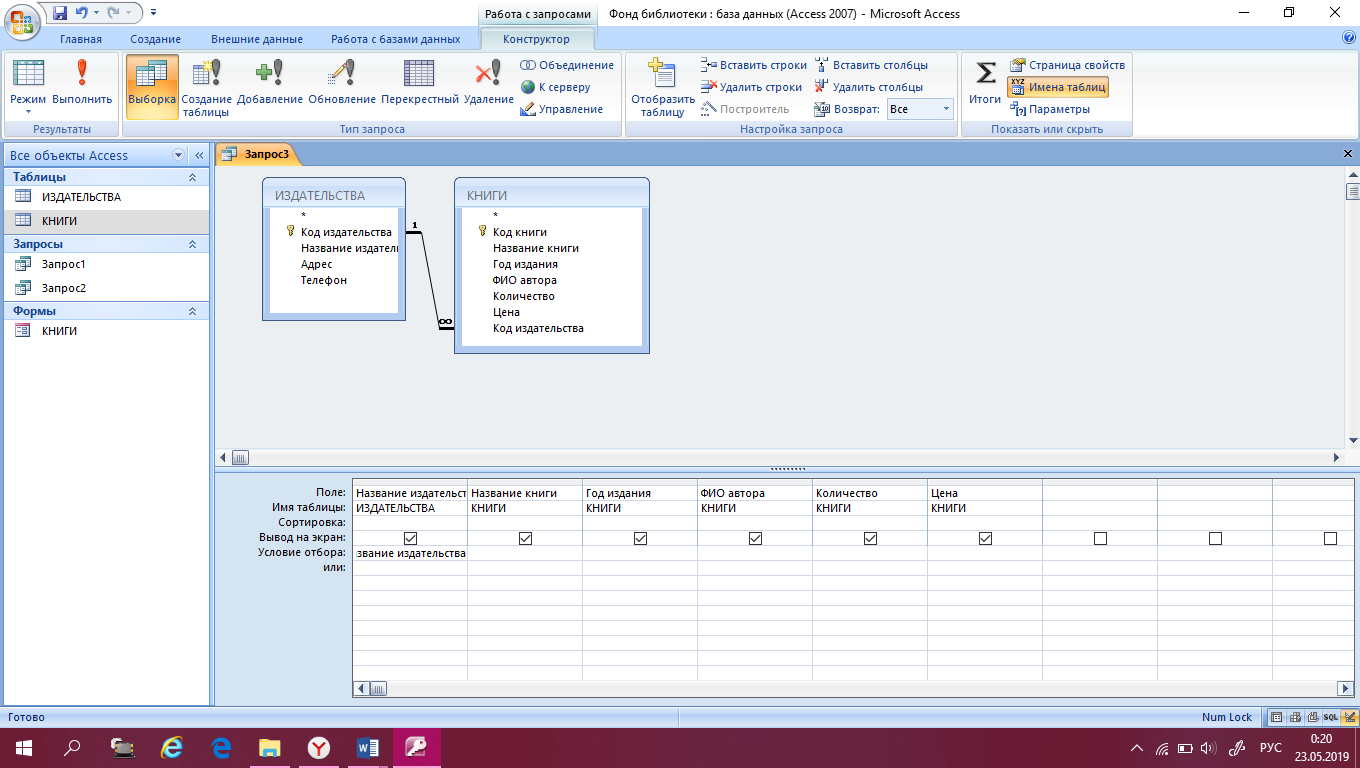 Работа с запросами
Фонд библиотеки : база данных (Access 2007) - Microsoft Access
Главная Создание Внешние данные Работа с базами данных Конструктор
Режим
Выполнить
Результаты
Выборка
Создание таблицы
Добавление
Обновление
Перекрестный
Удаление
Объединение
К серверу
Управление
Тип запроса
Отобразить таблицу
Вставить строки
Удалить строки
Построитель
Вставить столбцы
Удалить столбцы
Возврат: Все
Настройка запроса
Итоги
Страница свойств
XYZ Имена таблиц
Параметры
Показать или скрыть
Все объекты Access
Таблицы
ИЗДАТЕЛЬСТВА
КНИГИ
Запросы
Запрос1
Запрос2
Формы
КНИГИ
Запрос3
ИЗДАТЕЛЬСТВА
*
Код издательства
Название издател
Адрес
Телефон
1
∞
КНИГИ
*
Код книги
Название книги
Год издания
ФИО автора
Количество
Цена
Код издательства
Поле: Название издательст Название книги Год издания ФИО автора Количество Цена
Имя таблицы: ИЗДАТЕЛЬСТВА КНИГИ КНИГИ КНИГИ КНИГИ КНИГИ
Сортировка:
Вывод на экран:
Условие отбора: звание издательства
или:
Готово
Num Lock
SQL
РУС
0:20
23.05.2019